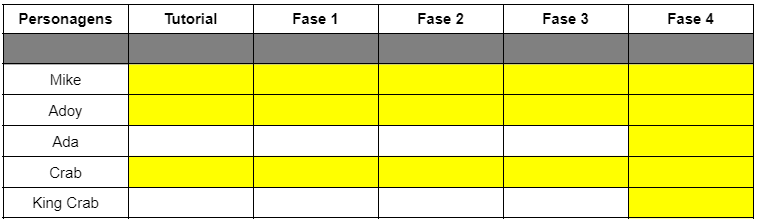 Personagens Tutorial Fase 1 Fase 2 Fase 3 Fase 4
Mike
Adoy
Ada
Crab
King Crab